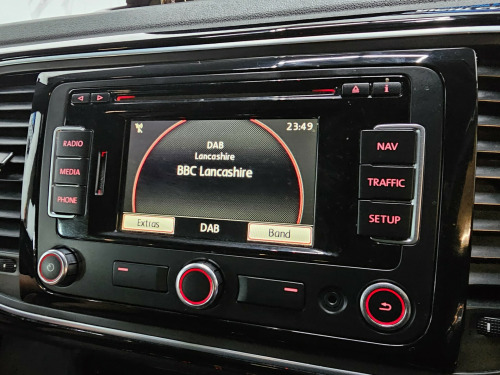 RADIO
MEDIA
PHONE
23:49
DAB
Lancashire
BBC Lancashire
Extras
DAB
Band
NAV
TRAFFIC
SETUP